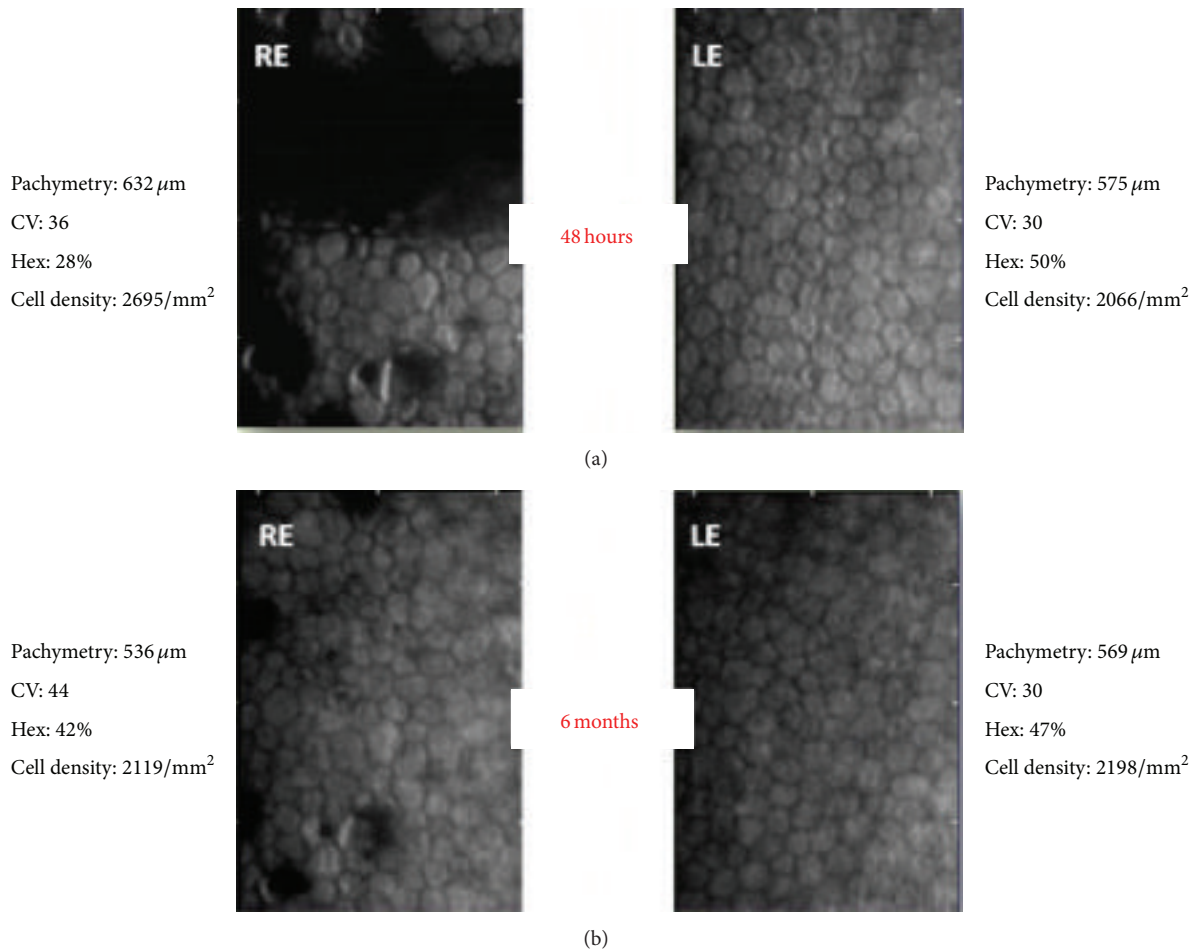 RE
LE
Pachymetry: 632 μm
CV: 36
Hex: 28%
Cell density: 2695/mm²
48 hours
Pachymetry: 575 μm
CV: 30
Hex: 50%
Cell density: 2066/mm²
(a)
RE
LE
Pachymetry: 536 μm
CV: 44
Hex: 42%
Cell density: 2119/mm²
6 months
Pachymetry: 569 μm
CV: 30
Hex: 47%
Cell density: 2198/mm²
(b)